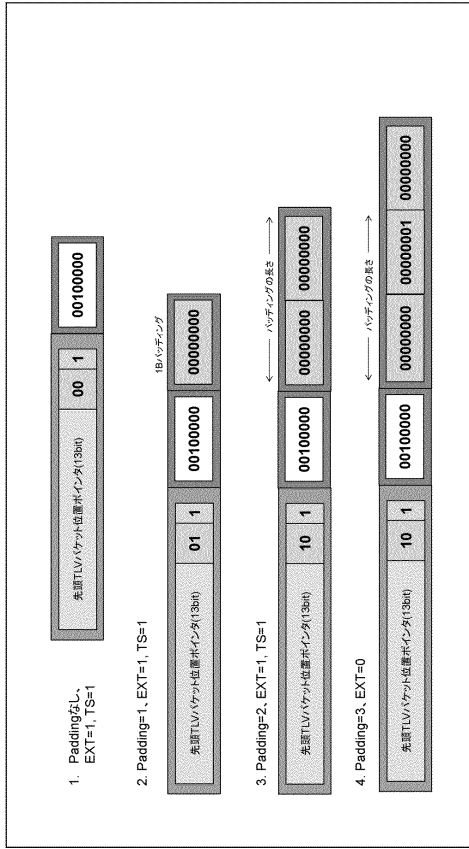 1. Paddingなし、
EXT=1, TS=1
先頭TLVパケット位置ポインタ(13bit)
00
1
00100000
2. Padding=1、EXT=1, TS=1
1Bパッディング
先頭TLVパケット位置ポインタ(13bit)
01
1
00100000
00000000
3. Padding=2、EXT=1, TS=1
← パッディングの長さ →
先頭TLVパケット位置ポインタ(13bit)
10
1
00100000
00000000
00000000
4. Padding=3、EXT=0
← パッディングの長さ →
先頭TLVパケット位置ポインタ(13bit)
10
1
00100000
00000000
00000001
00000000